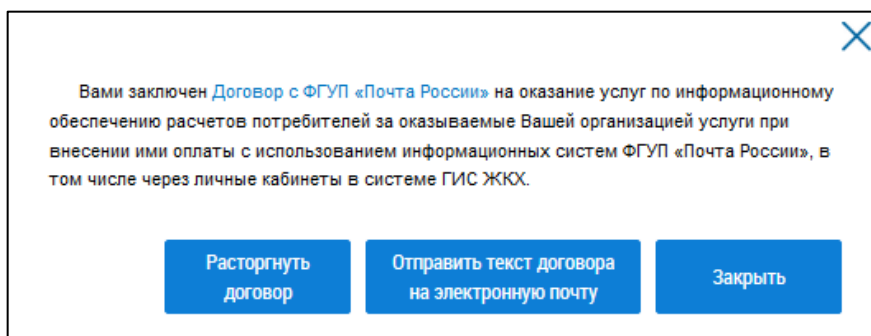 Вами заключен Договор с ФГУП «Почта России» на оказание услуг по информационному
обеспечению расчетов потребителей за оказываемые Вашей организацией услуги при
внесении ими оплаты с использованием информационных систем ФГУП «Почта России», в
том числе через личные кабинеты в системе ГИС ЖКХ.
Расторгнуть
договор
Отправить текст договора
на электронную почту
Закрыть